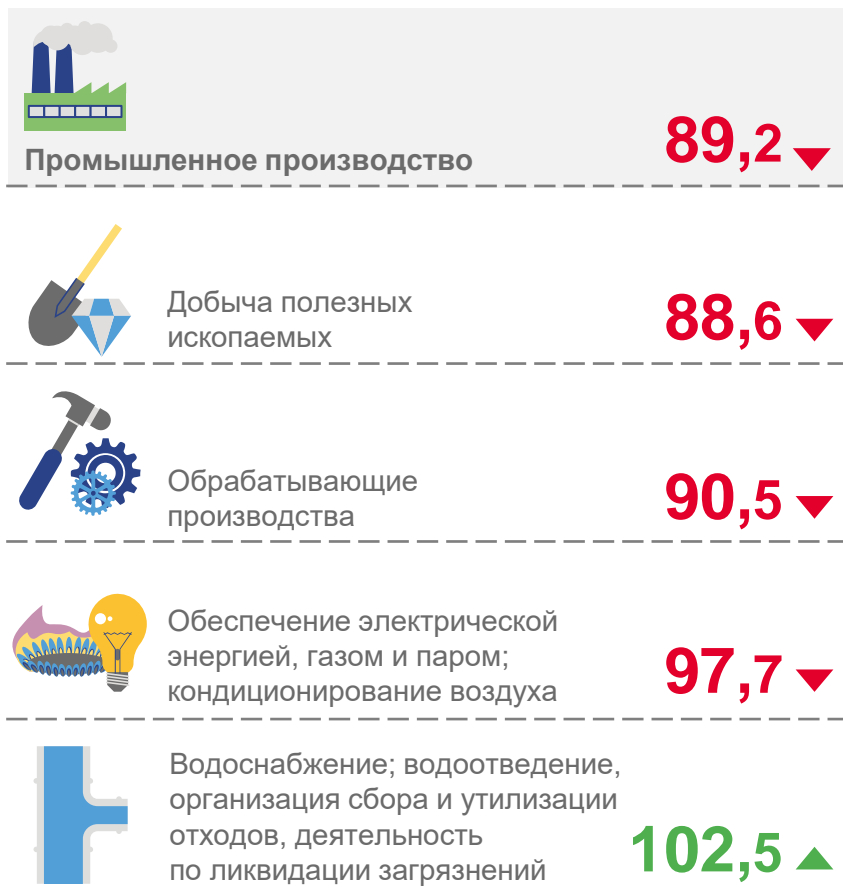 Промышленное производство
89,2
Добыча полезных
ископаемых
88,6
Обрабатывающие
производства
90,5
Обеспечение электрической
энергией, газом и паром;
кондиционирование воздуха
97,7
Водоснабжение; водоотведение,
организация сбора и утилизации
отходов, деятельность
по ликвидации загрязнений
102,5